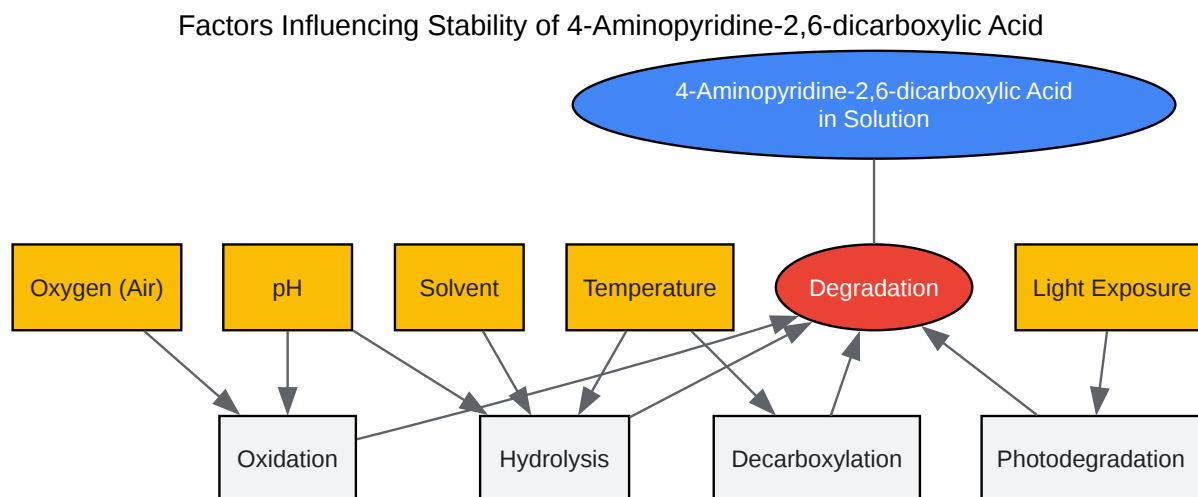 Factors Influencing Stability of 4-Aminopyridine-2,6-dicarboxylic Acid
4-Aminopyridine-2,6-dicarboxylic Acid
in Solution
Oxygen (Air)
pH
Solvent
Temperature
Degradation
Light Exposure
Oxidation
Hydrolysis
Decarboxylation
Photodegradation